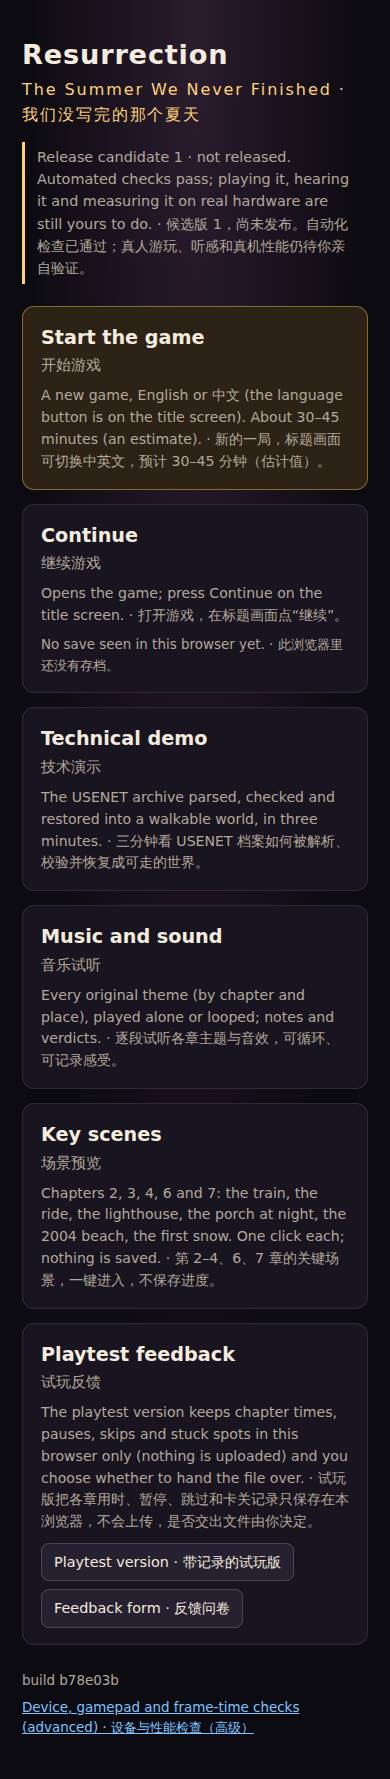 Resurrection
The Summer We Never Finished ·
我们没写完的那个夏天
Release candidate 1 · not released.
Automated checks pass; playing it, hearing
it and measuring it on real hardware are
still yours to do. · 候选版 1，尚未发布。自动化
检查已通过；真人游玩、听感和真机性能仍待你亲
自验证。
Start the game
开始游戏
A new game, English or 中文 (the language
button is on the title screen). About 30–45
minutes (an estimate). · 新的一局，标题画面
可切换中英文，预计 30–45 分钟（估计值）。
Continue
继续游戏
Opens the game; press Continue on the
title screen. · 打开游戏，在标题画面点“继续”。
No save seen in this browser yet. · 此浏览器里
还没有存档。
Technical demo
技术演示
The USENET archive parsed, checked and
restored into a walkable world, in three
minutes. · 三分钟看 USENET 档案如何被解析、
校验并恢复成可走的世界。
Music and sound
音乐试听
Every original theme (by chapter and
place), played alone or looped; notes and
verdicts. · 逐段试听各章主题与音效，可循环、
可记录感受。
Key scenes
场景预览
Chapters 2, 3, 4, 6 and 7: the train, the
ride, the lighthouse, the porch at night, the
2004 beach, the first snow. One click each;
nothing is saved. · 第 2–4、6、7 章的关键场
景，一键进入，不保存进度。
Playtest feedback
试玩反馈
The playtest version keeps chapter times,
pauses, skips and stuck spots in this
browser only (nothing is uploaded) and you
choose whether to hand the file over. · 试玩
版把各章用时、暂停、跳过和卡关记录只保存在本
浏览器，不会上传，是否交出文件由你决定。
Playtest version · 带记录的试玩版
Feedback form · 反馈问卷
build b78e03b
Device, gamepad and frame-time checks
(advanced) · 设备与性能检查（高级）